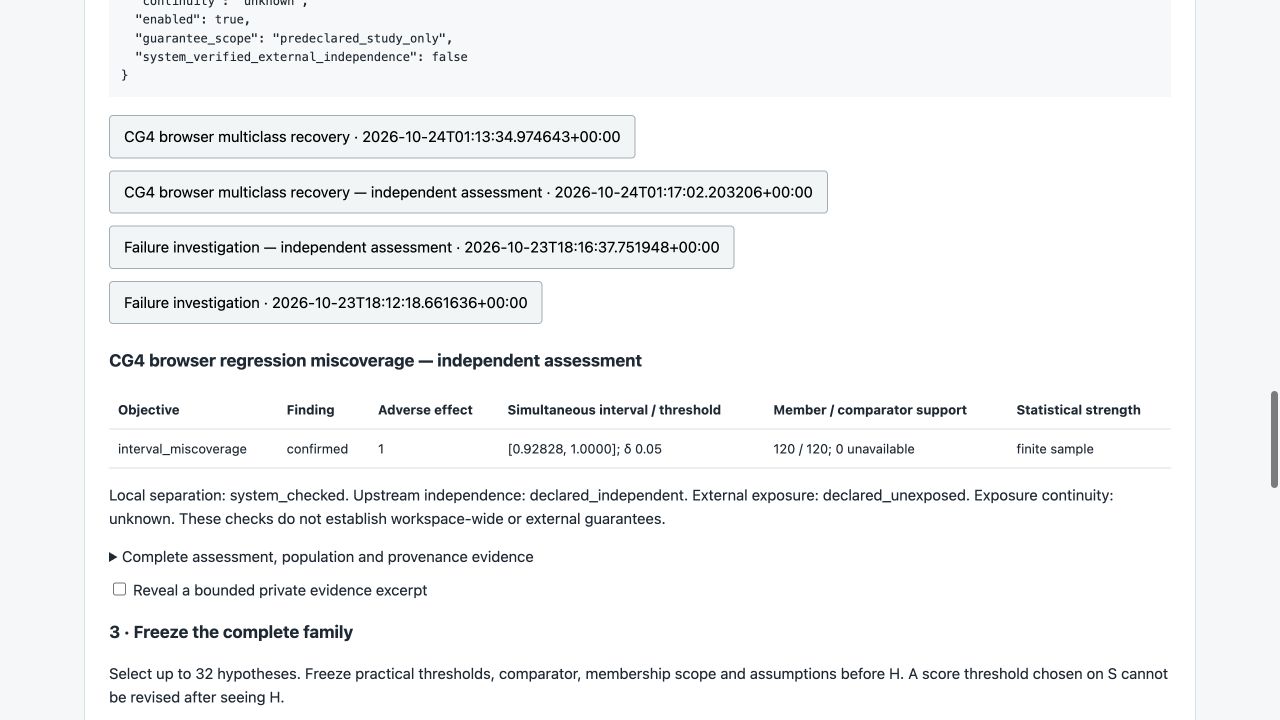 "continuity": "unknown",
"enabled": true,
"guarantee_scope": "predeclared_study_only",
"system_verified_external_independence": false
}
CG4 browser multiclass recovery · 2026-10-24T01:13:34.974643+00:00
CG4 browser multiclass recovery — independent assessment · 2026-10-24T01:17:02.203206+00:00
Failure investigation — independent assessment · 2026-10-23T18:16:37.751948+00:00
Failure investigation · 2026-10-23T18:12:18.661636+00:00
CG4 browser regression miscoverage — independent assessment
Objective Finding Adverse effect Simultaneous interval / threshold Member / comparator support Statistical strength
interval_miscoverage confirmed 1 [0.92828, 1.0000]; δ 0.05 120 / 120; 0 unavailable finite sample
Local separation: system_checked. Upstream independence: declared_independent. External exposure: declared_unexposed. Exposure continuity:
unknown. These checks do not establish workspace-wide or external guarantees.
Complete assessment, population and provenance evidence
Reveal a bounded private evidence excerpt
3 · Freeze the complete family
Select up to 32 hypotheses. Freeze practical thresholds, comparator, membership scope and assumptions before H. A score threshold chosen on S cannot
be revised after seeing H.